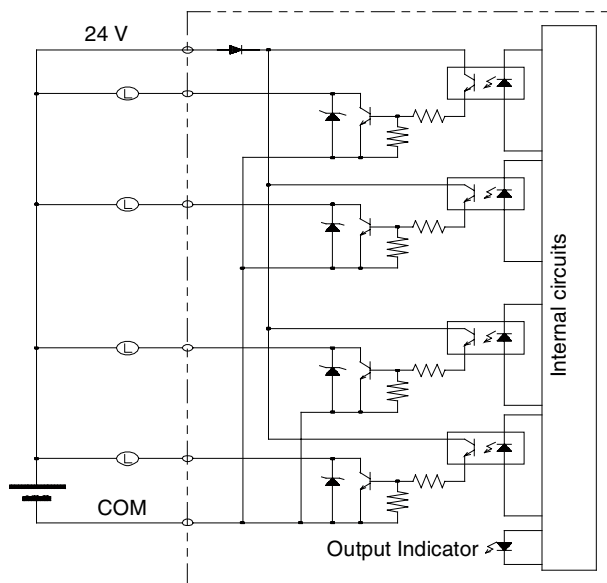 24 V
L
L
L
L
COM
Internal circuits
Output Indicator